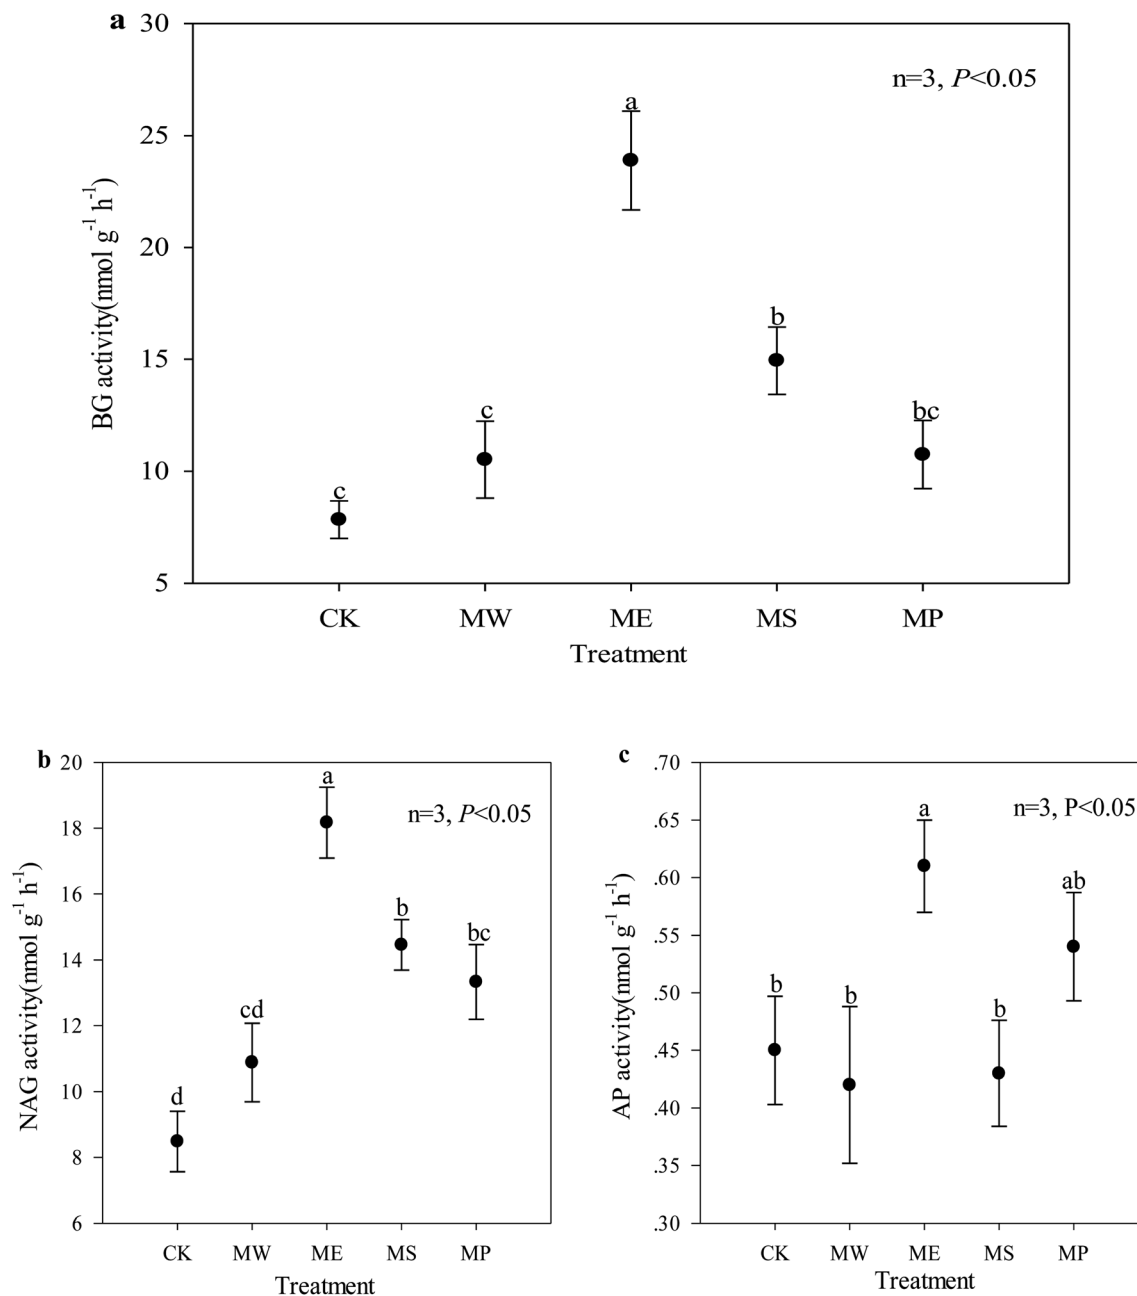 a
30
25
20
15
10
5
BG activity(nmol g⁻¹ h⁻¹)
n=3, P<0.05
c
c
a
b
bc
CK MW ME MS MP
Treatment
b
20
18
16
14
12
10
8
6
NAG activity(nmol g⁻¹ h⁻¹)
n=3, P<0.05
d
cd
a
b
bc
CK MW ME MS MP
Treatment
c
.70
.65
.60
.55
.50
.45
.40
.35
.30
AP activity(nmol g⁻¹ h⁻¹)
n=3, P<0.05
b
b
a
b
ab
CK MW ME MS MP
Treatment